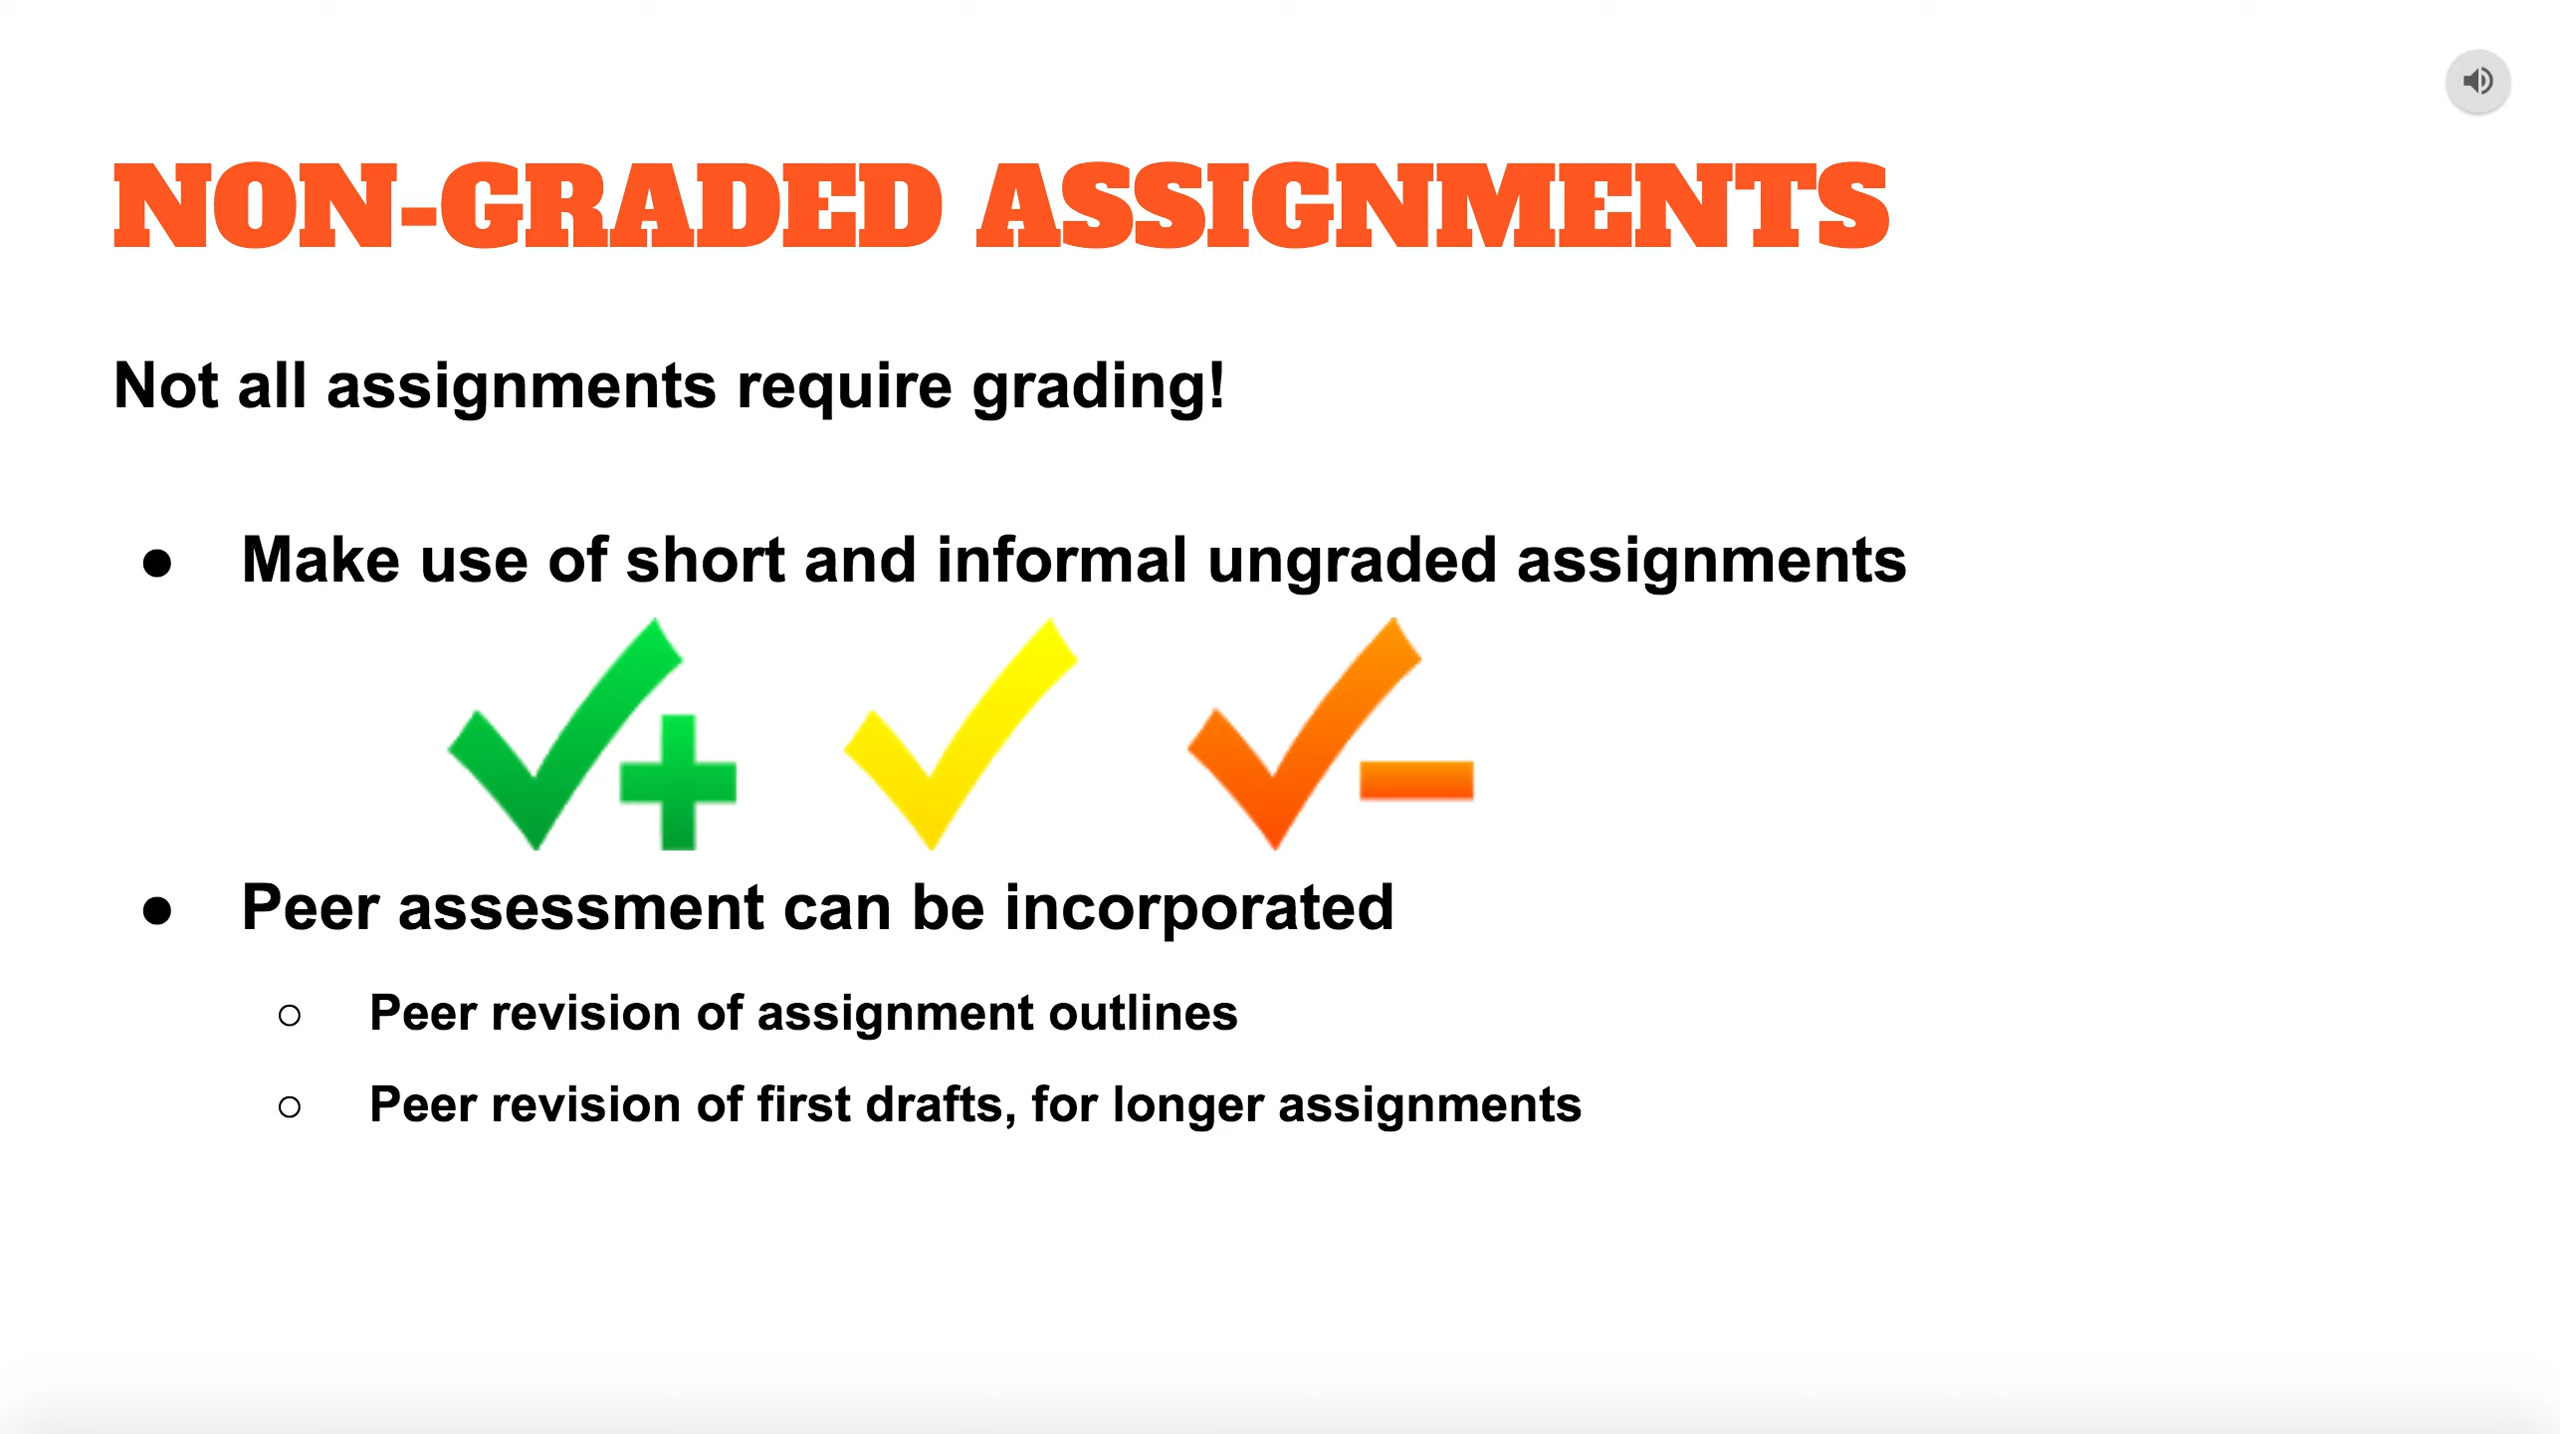 NON-GRADED ASSIGNMENTS
Not all assignments require grading!
● Make use of short and informal ungraded assignments
● Peer assessment can be incorporated
○ Peer revision of assignment outlines
○ Peer revision of first drafts, for longer assignments